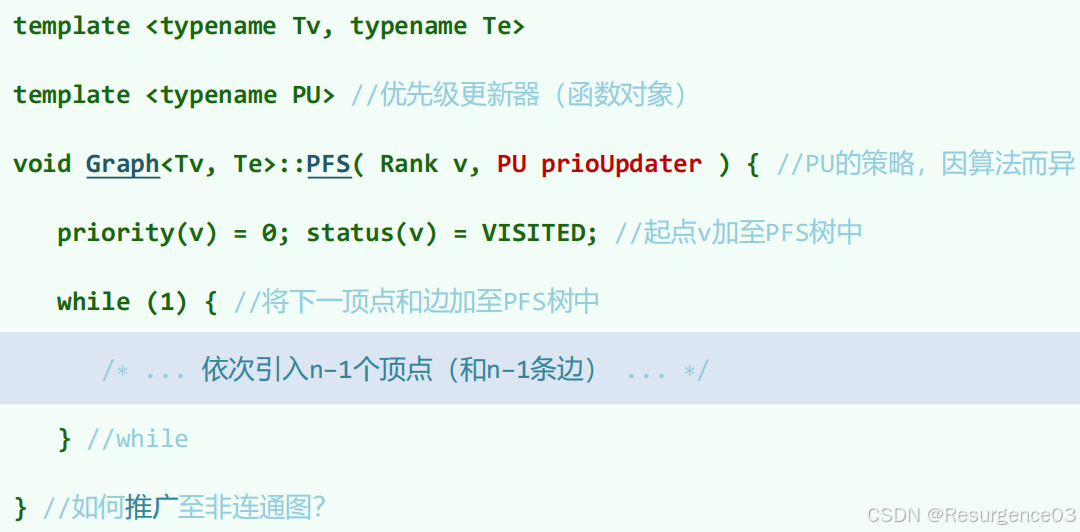 template <typename Tv, typename Te>
template <typename PU> //优先级更新器（函数对象）
void Graph<Tv, Te>::PFS( Rank v, PU prioUpdater ) { //PU的策略，因算法而异
priority(v) = 0; status(v) = VISITED; //起点v加至PFS树中
while (1) { //将下一顶点和边加至PFS树中
/* ... 依次引入n-1个顶点（和n-1条边） ... */
} //while
} //如何推广至非连通图？
CSDN @Resurgence03